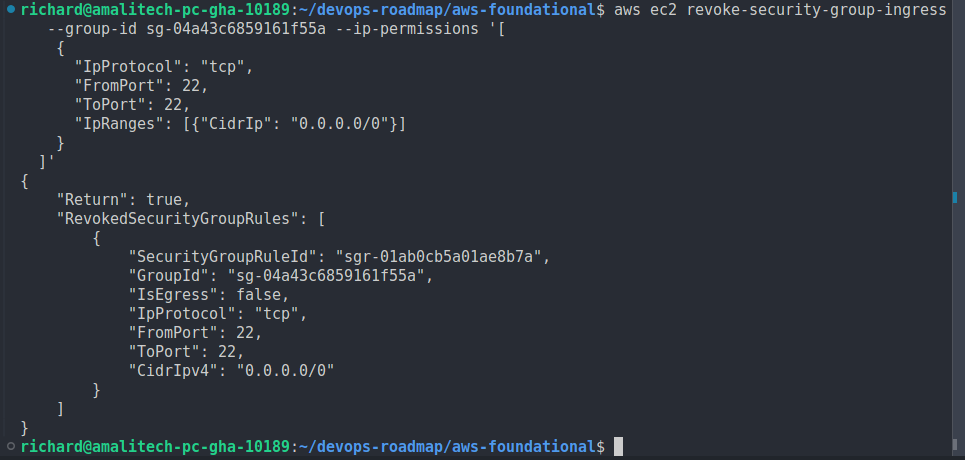 richard@amalitech-pc-gha-10189:~/devops-roadmap/aws-foundational$ aws ec2 revoke-security-group-ingress
   --group-id sg-04a43c6859161f55a --ip-permissions '[
    {
      "IpProtocol": "tcp",
      "FromPort": 22,
      "ToPort": 22,
      "IpRanges": [{"CidrIp": "0.0.0.0/0"}]
    }
  ]'
{
    "Return": true,
    "RevokedSecurityGroupRules": [
        {
            "SecurityGroupRuleId": "sgr-01ab0cb5a01ae8b7a",
            "GroupId": "sg-04a43c6859161f55a",
            "IsEgress": false,
            "IpProtocol": "tcp",
            "FromPort": 22,
            "ToPort": 22,
            "CidrIpv4": "0.0.0.0/0"
        }
    ]
}
richard@amalitech-pc-gha-10189:~/devops-roadmap/aws-foundational$